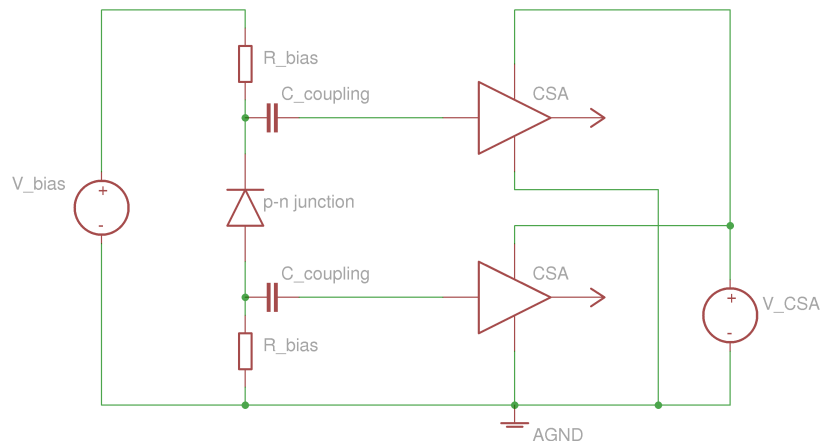 R_bias
C_coupling
CSA
V_bias
+
-
p-n junction
C_coupling
CSA
+
-
V_CSA
R_bias
AGND